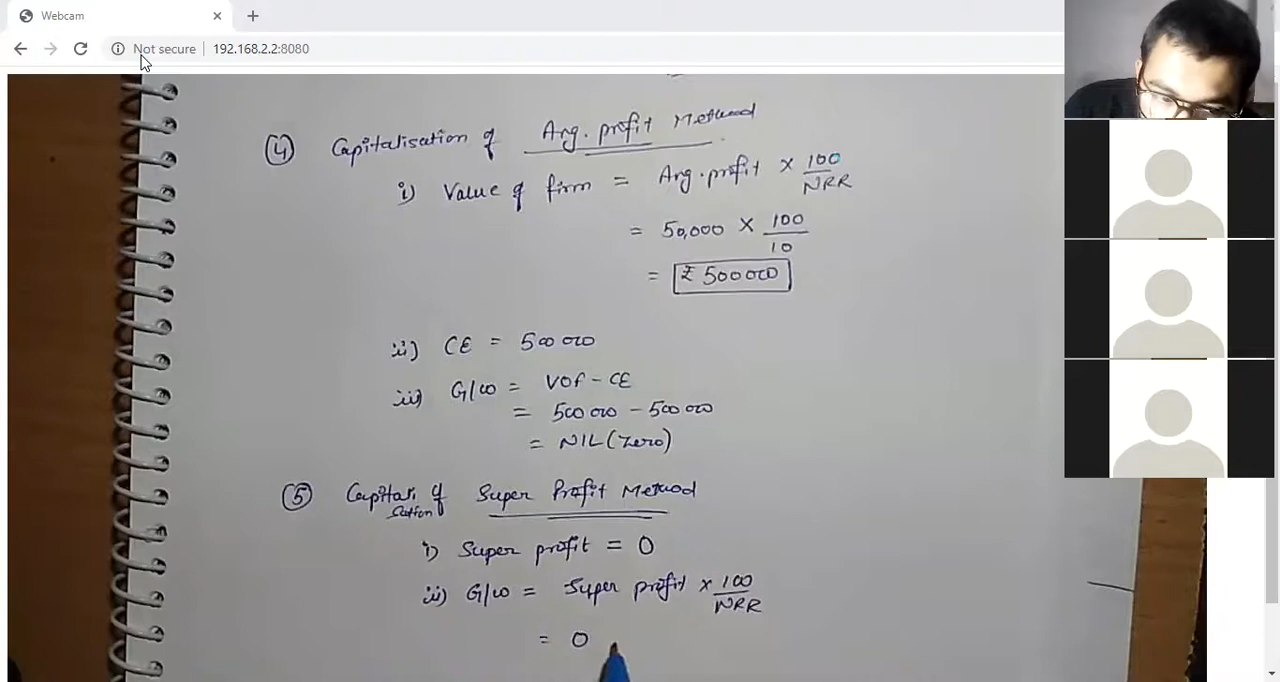 Webcam
Not secure 192.168.2.2:8080
(4) Capitalisation of Avg. profit Method
i) Value of firm = Avg. profit × 100/NRR
= 50,000 × 100/10
= ₹ 500000
ii) CE = 500000
iii) G/w = VOF - CE
= 500000 - 500000
= NIL (Zero)
(5) Capitalisation of Super Profit Method
i) Super profit = 0
ii) G/w = Super profit × 100/NRR
= 0